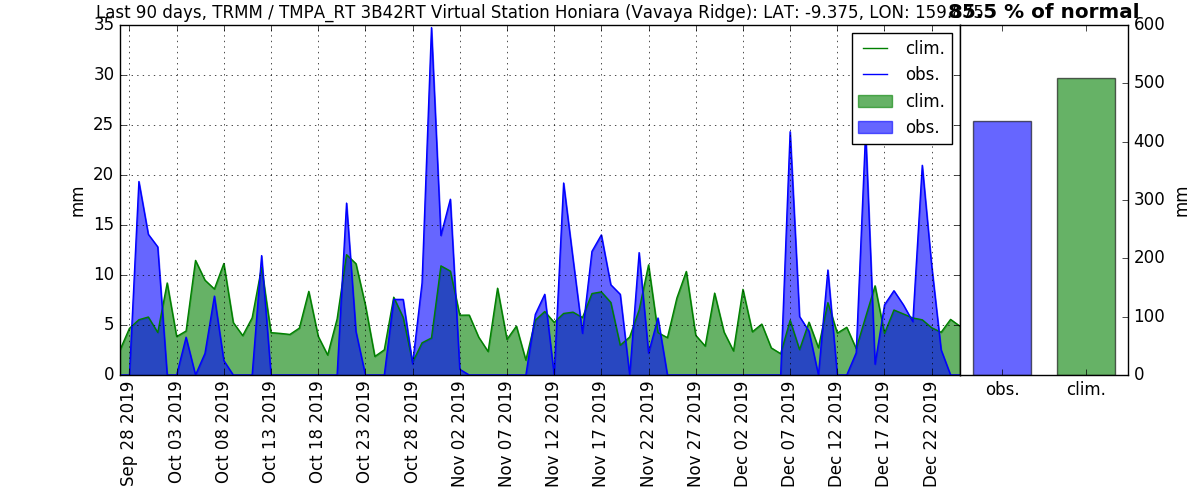 Last 90 days, TRMM / TMPA_RT 3B42RT Virtual Station Honiara (Vavaya Ridge): LAT: -9.375, LON:
85.5 % of normal
35
30
25
20
15
10
5
0
mm
clim.
obs.
clim.
obs.
600
500
400
300
200
100
0
mm
obs.
clim.
Sep 28 2019
Oct 03 2019
Oct 08 2019
Oct 13 2019
Oct 18 2019
Oct 23 2019
Oct 28 2019
Nov 02 2019
Nov 07 2019
Nov 12 2019
Nov 17 2019
Nov 22 2019
Nov 27 2019
Dec 02 2019
Dec 07 2019
Dec 12 2019
Dec 17 2019
Dec 22 2019